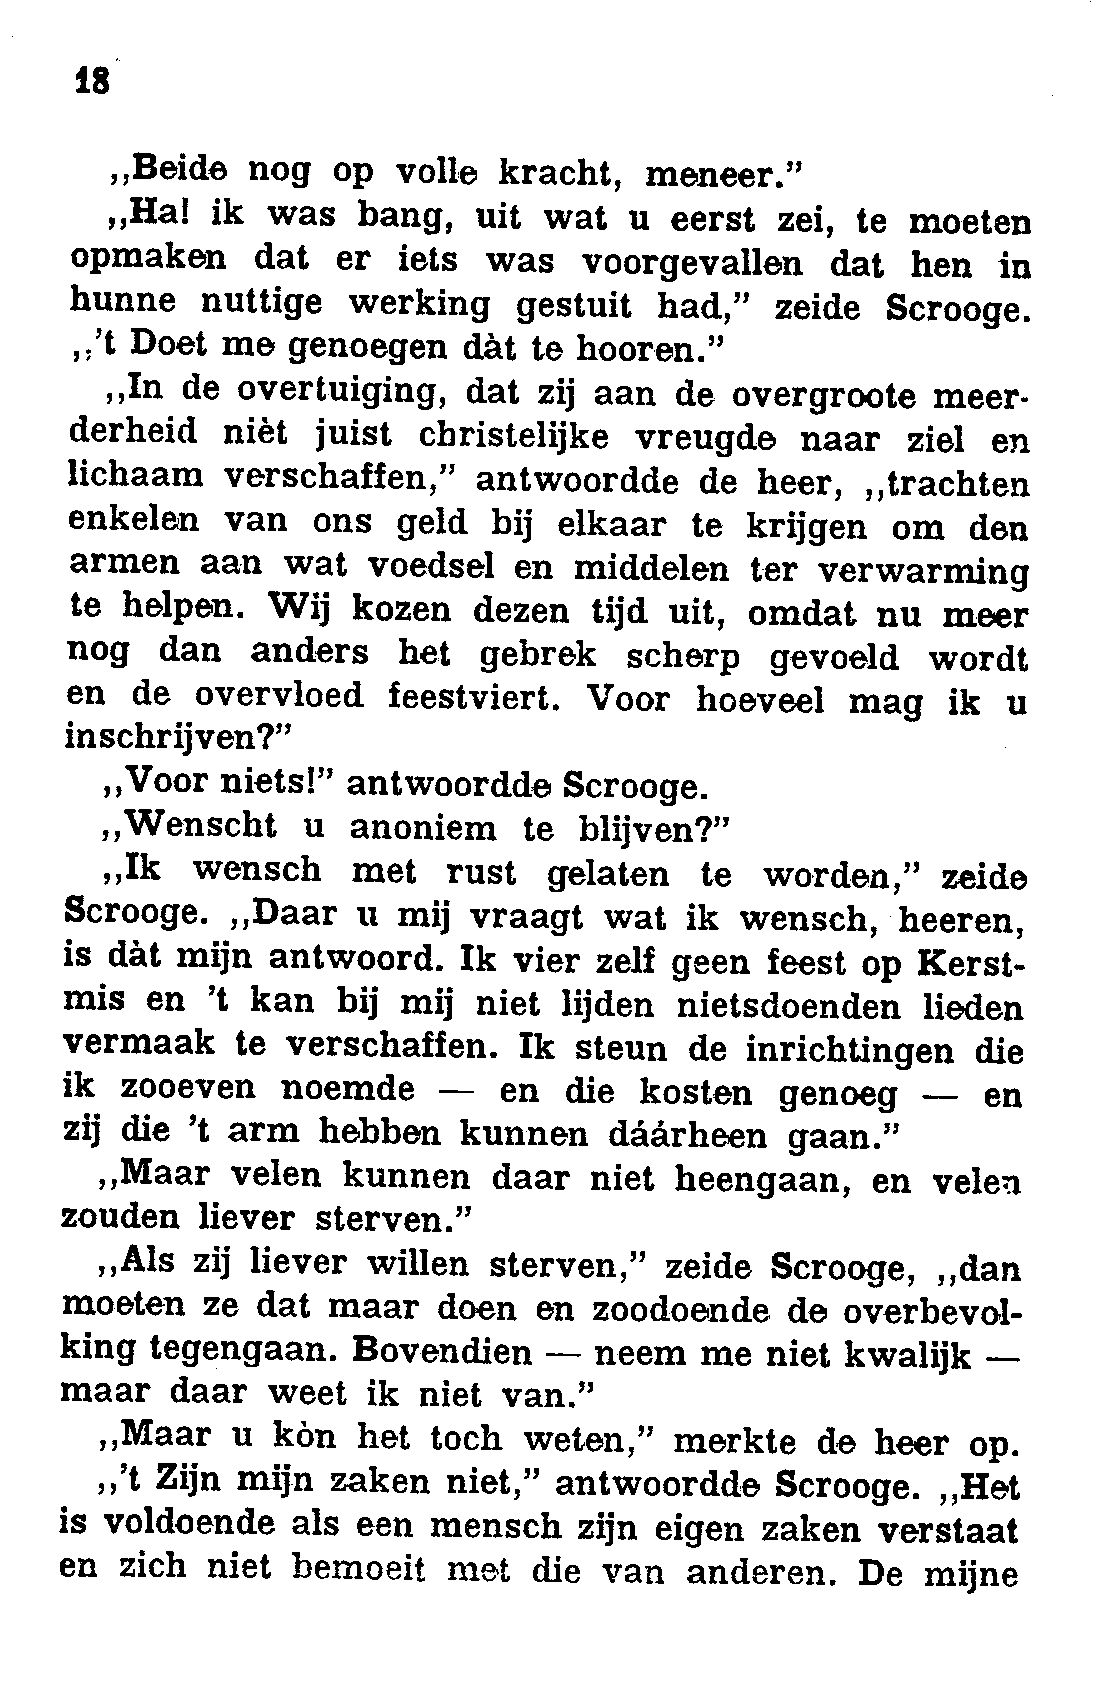 18
,,Beide nog op volle kracht, meneer.”
,,Ha! ik was bang, uit wat u eerst zei, te moeten
opmaken dat er iets was voorgevallen dat hen in
hunne nuttige werking gestuit had,” zeide Scrooge.
,,’t Doet me genoegen dàt te hooren.”
,,In de overtuiging, dat zij aan de overgroote meer-
derheid nièt juist christelijke vreugde naar ziel en
lichaam verschaffen,” antwoordde de heer, ,,trachten
enkelen van ons geld bij elkaar te krijgen om den
armen aan wat voedsel en middelen ter verwarming
te helpen. Wij kozen dezen tijd uit, omdat nu meer
nog dan anders het gebrek scherp gevoeld wordt
en de overvloed feestviert. Voor hoeveel mag ik u
inschrijven?”
,,Voor niets!” antwoordde Scrooge.
,,Wenscht u anoniem te blijven?”
,,Ik wensch met rust gelaten te worden,” zeide
Scrooge. ,,Daar u mij vraagt wat ik wensch, heeren,
is dàt mijn antwoord. Ik vier zelf geen feest op Kerst-
mis en ’t kan bij mij niet lijden nietsdoenden lieden
vermaak te verschaffen. Ik steun de inrichtingen die
ik zooeven noemde — en die kosten genoeg — en
zij die ’t arm hebben kunnen dáárheen gaan.”
,,Maar velen kunnen daar niet heengaan, en velen
zouden liever sterven.”
,,Als zij liever willen sterven,” zeide Scrooge, ,,dan
moeten ze dat maar doen en zoodoende de overbevol-
king tegengaan. Bovendien — neem me niet kwalijk —
maar daar weet ik niet van.”
,,Maar u kòn het toch weten,” merkte de heer op.
,,’t Zijn mijn zaken niet,” antwoordde Scrooge. ,,Het
is voldoende als een mensch zijn eigen zaken verstaat
en zich niet bemoeit met die van anderen. De mijne